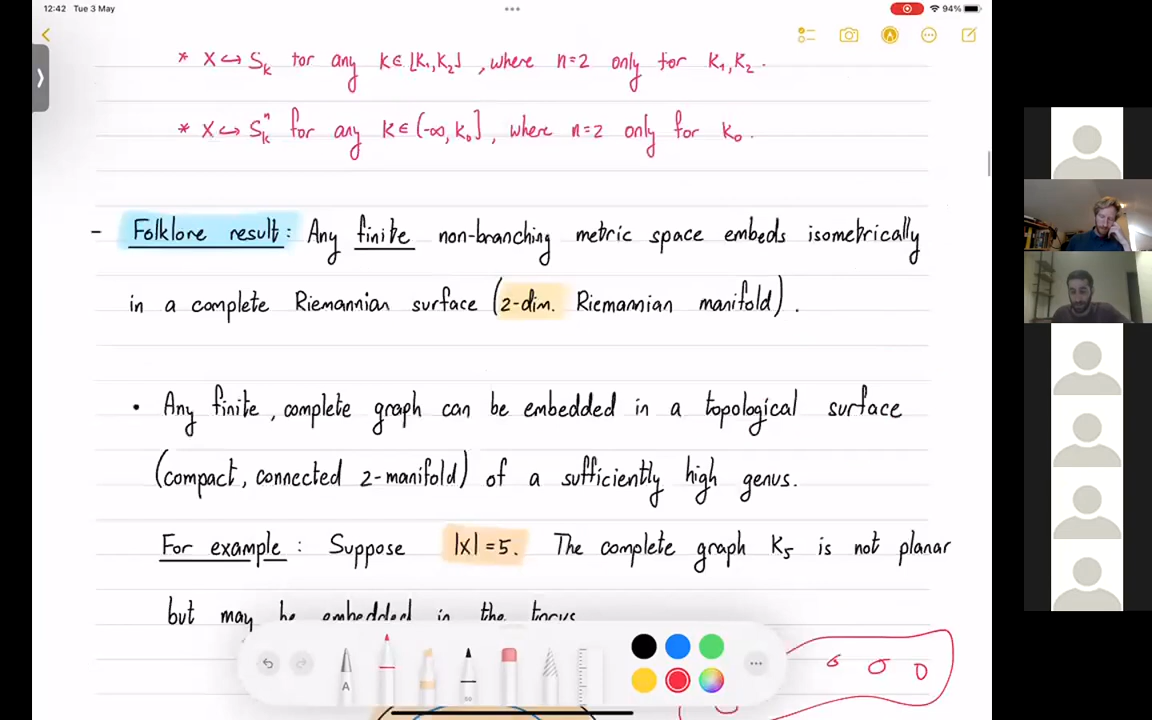 12:42 Tue 3 May
94%
* X ↪ S_k for any k ∈ [k₁,k₂] , where n=2 only for k₁,k₂.
* X ↪ S_k^n for any k ∈ (-∞,k₀], where n=2 only for k₀.
- Folklore result: Any finite non-branching metric space embeds isometrically
in a complete Riemannian surface (2-dim. Riemannian manifold).
• Any finite, complete graph can be embedded in a topological surface
(compact, connected 2-manifold) of a sufficiently high genus.
For example: Suppose |X|=5. The complete graph K₅ is not planar
but may be embedded in the torus
A
50